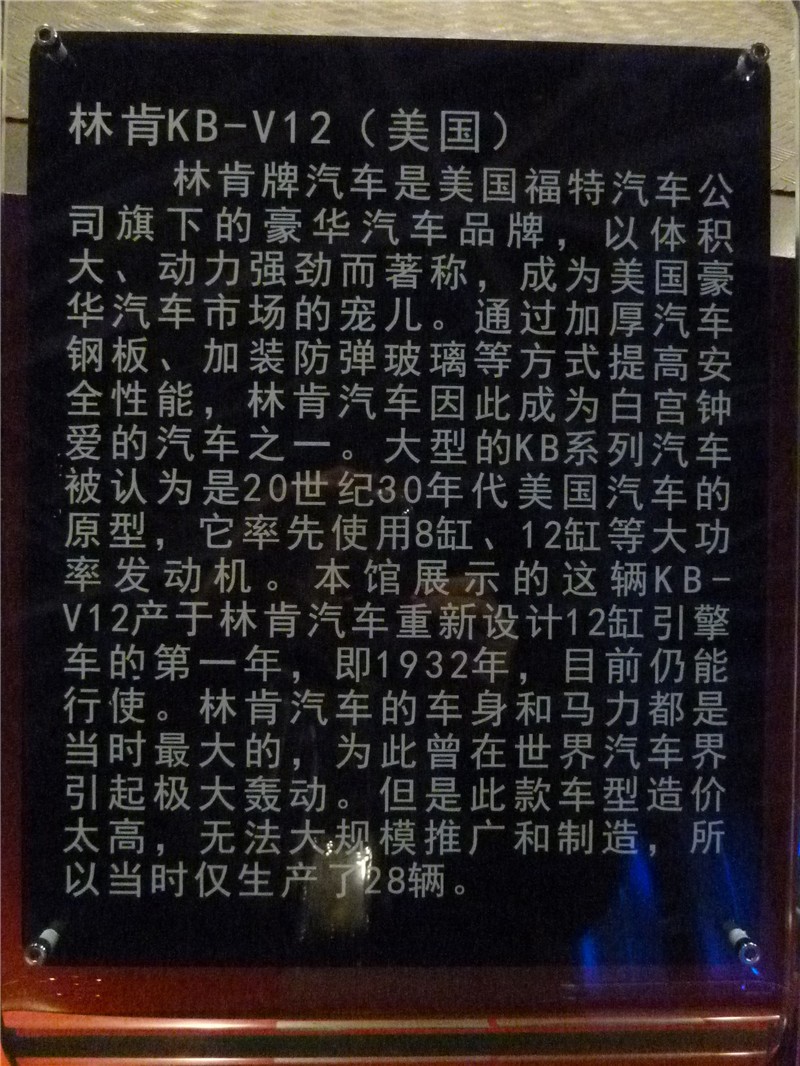 林肯KB-V12（美国）
林肯牌汽车是美国福特汽车公
司旗下的豪华汽车品牌，以体积
大、动力强劲而著称，成为美国豪
华汽车市场的宠儿。通过加厚汽车
钢板、加装防弹玻璃等方式提高安
全性能，林肯汽车因此成为白宫钟
爱的汽车之一。大型的KB系列汽车
被认为是20世纪30年代美国汽车的
原型，它率先使用8缸、12缸等大功
率发动机。本馆展示的这辆KB-
V12产于林肯汽车重新设计12缸引擎
车的第一年，即1932年，目前仍能
行使。林肯汽车的车身和马力都是
当时最大的，为此曾在世界汽车界
引起极大轰动。但是此款车型造价
太高，无法大规模推广和制造，所
以当时仅生产了28辆。